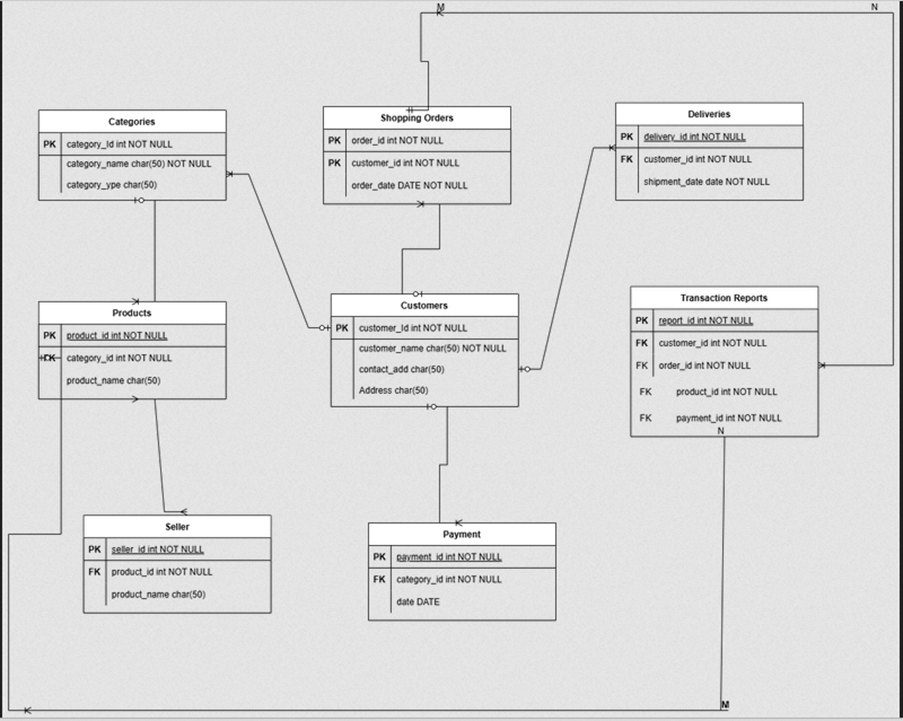 M
N
Categories
PK category_Id int NOT NULL
category_name char(50) NOT NULL
category_ype char(50)
Shopping Orders
PK order_id int NOT NULL
PK customer_id int NOT NULL
order_date DATE NOT NULL
Deliveries
PK delivery_id int NOT NULL
FK customer_id int NOT NULL
shipment_date date NOT NULL
Products
PK product_id int NOT NULL
FK category_id int NOT NULL
product_name char(50)
Customers
PK customer_Id int NOT NULL
customer_name char(50) NOT NULL
contact_add char(50)
Address char(50)
Transaction Reports
PK report_id int NOT NULL
FK customer_id int NOT NULL
FK order_id int NOT NULL
FK product_id int NOT NULL
FK payment_id int NOT NULL
N
Seller
PK seller_id int NOT NULL
FK product_id int NOT NULL
product_name char(50)
Payment
PK payment_id int NOT NULL
FK category_id int NOT NULL
date DATE
M